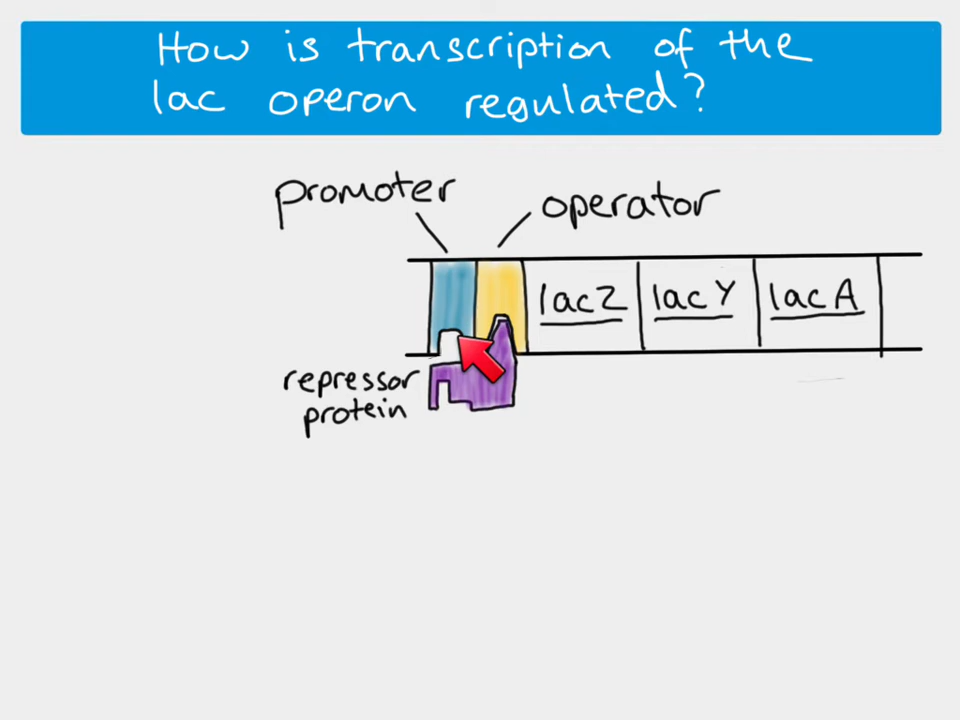 How is transcription of the
lac operon regulated?
promoter
operator
lacZ
lacY
lacA
repressor
protein